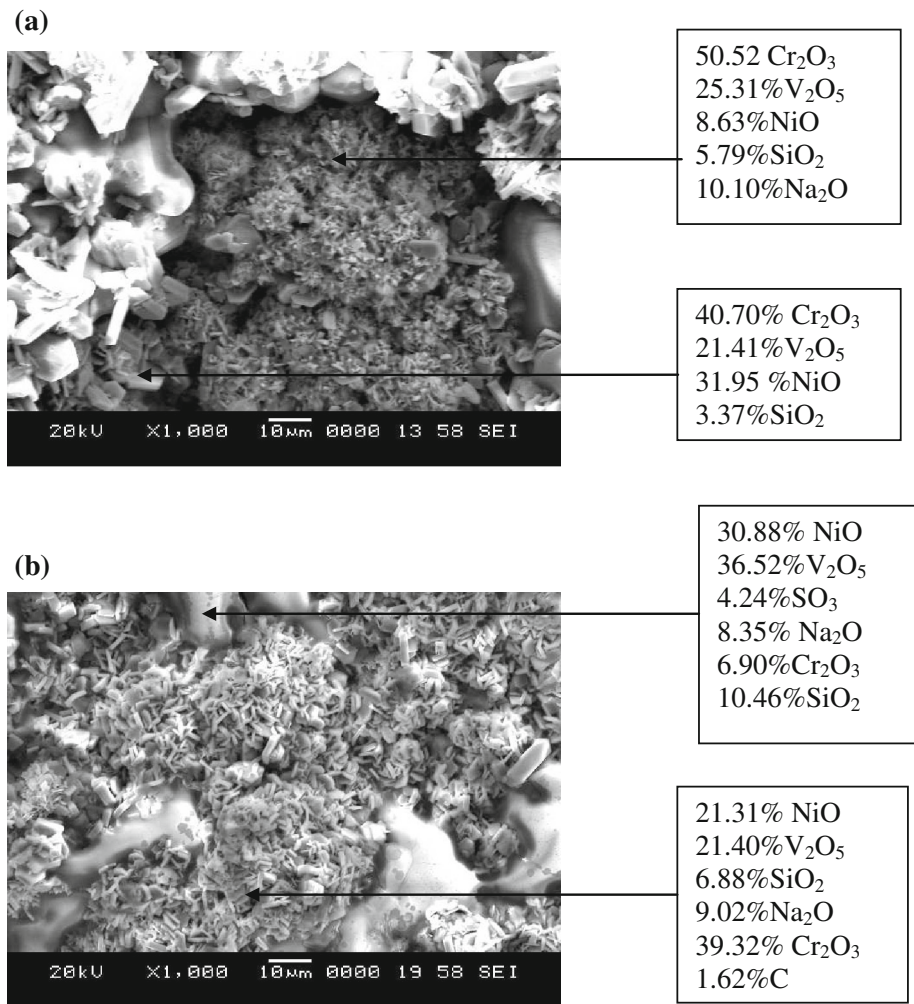 (a)
50.52 Cr₂O₃
25.31%V₂O₅
8.63%NiO
5.79%SiO₂
10.10%Na₂O
40.70% Cr₂O₃
21.41%V₂O₅
31.95 %NiO
3.37%SiO₂
20kV X1,000 10µm 0000 13 58 SEI
(b)
30.88% NiO
36.52%V₂O₅
4.24%SO₃
8.35% Na₂O
6.90%Cr₂O₃
10.46%SiO₂
21.31% NiO
21.40%V₂O₅
6.88%SiO₂
9.02%Na₂O
39.32% Cr₂O₃
1.62%C
20kV X1,000 10µm 0000 19 58 SEI